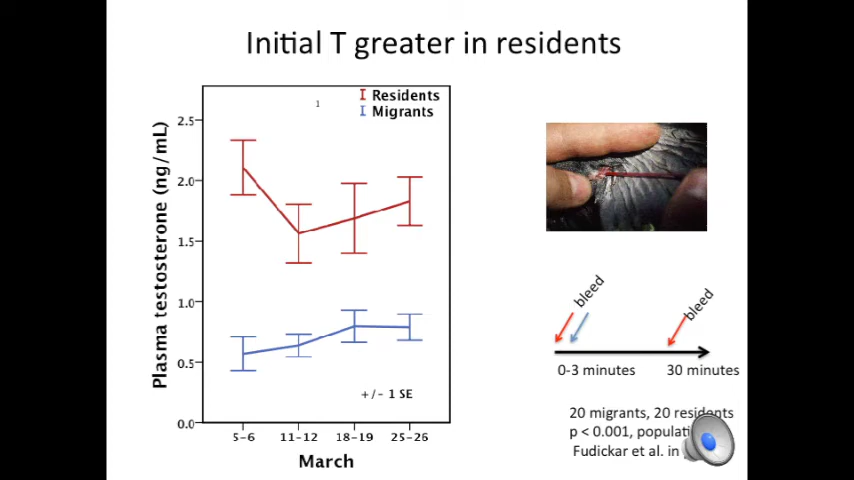 Initial T greater in residents
1
Residents
Migrants
Plasma testosterone (ng/mL)
2.5
2.0
1.5
1.0
0.5
0.0
+/- 1 SE
5-6
11-12
18-19
25-26
March
bleed
bleed
0-3 minutes
30 minutes
20 migrants, 20 residents
p < 0.001,
Fudickar et al. in